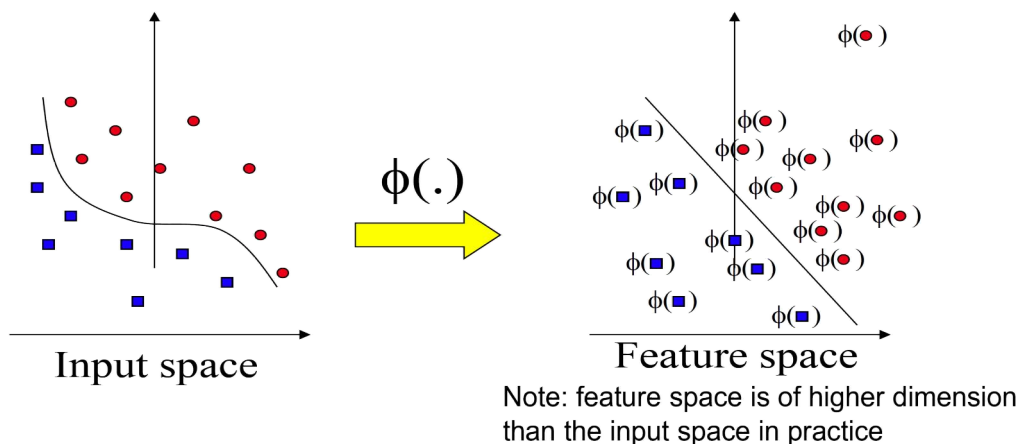 ϕ( )
ϕ( )
ϕ( )
ϕ( )
ϕ( )
ϕ( )
ϕ( )
ϕ( )
ϕ( )
ϕ( )
ϕ(.)
ϕ( )
ϕ( )
ϕ( )
ϕ( )
ϕ( )
ϕ( )
ϕ( )
ϕ( )
Input space
Feature space
Note: feature space is of higher dimension
than the input space in practice